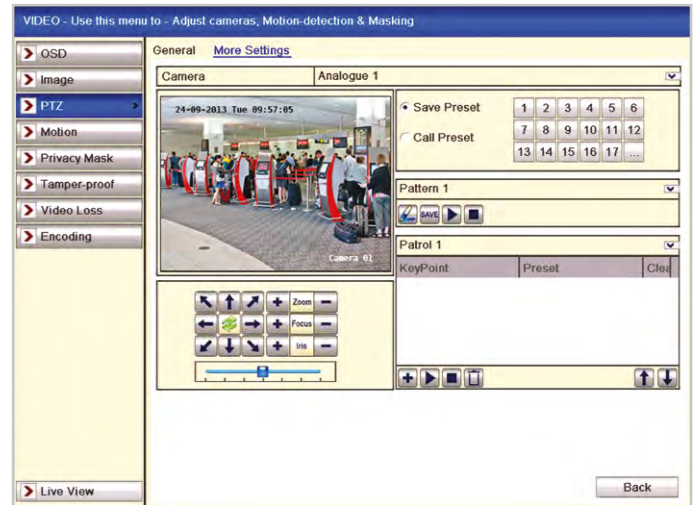 VIDEO - Use this menu to - Adjust cameras, Motion-detection & Masking
OSD
Image
PTZ
Motion
Privacy Mask
Tamper-proof
Video Loss
Encoding
Live View
General More Settings
Camera Analogue 1
24-09-2013 Tue 09:57:05
Camera 01
Zoom
Focus
Iris
Save Preset
Call Preset
1 2 3 4 5 6
7 8 9 10 11 12
13 14 15 16 17 ...
Pattern 1
SAVE
Patrol 1
KeyPoint Preset Clea
Back